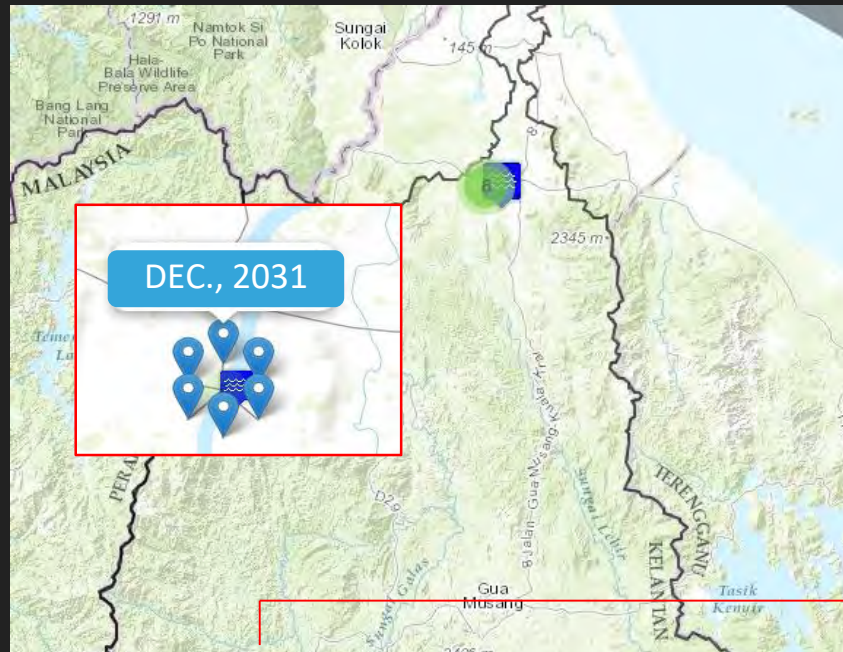 1291 m
Namtok Si
Po National
Park
Sungai
Kolok
145 m
Hala-
Bala Wildlife
Preserve Area
Bang Lang
National
Park
MALAYSIA
8
2345 m
DEC., 2031
D29
8 Jalan-Gua Musang-Kuala Krai
Sungai Lebir
Sungai Galas
TERENGGANU
KELANTAN
Gua
Musang
Tasik
Kenyir